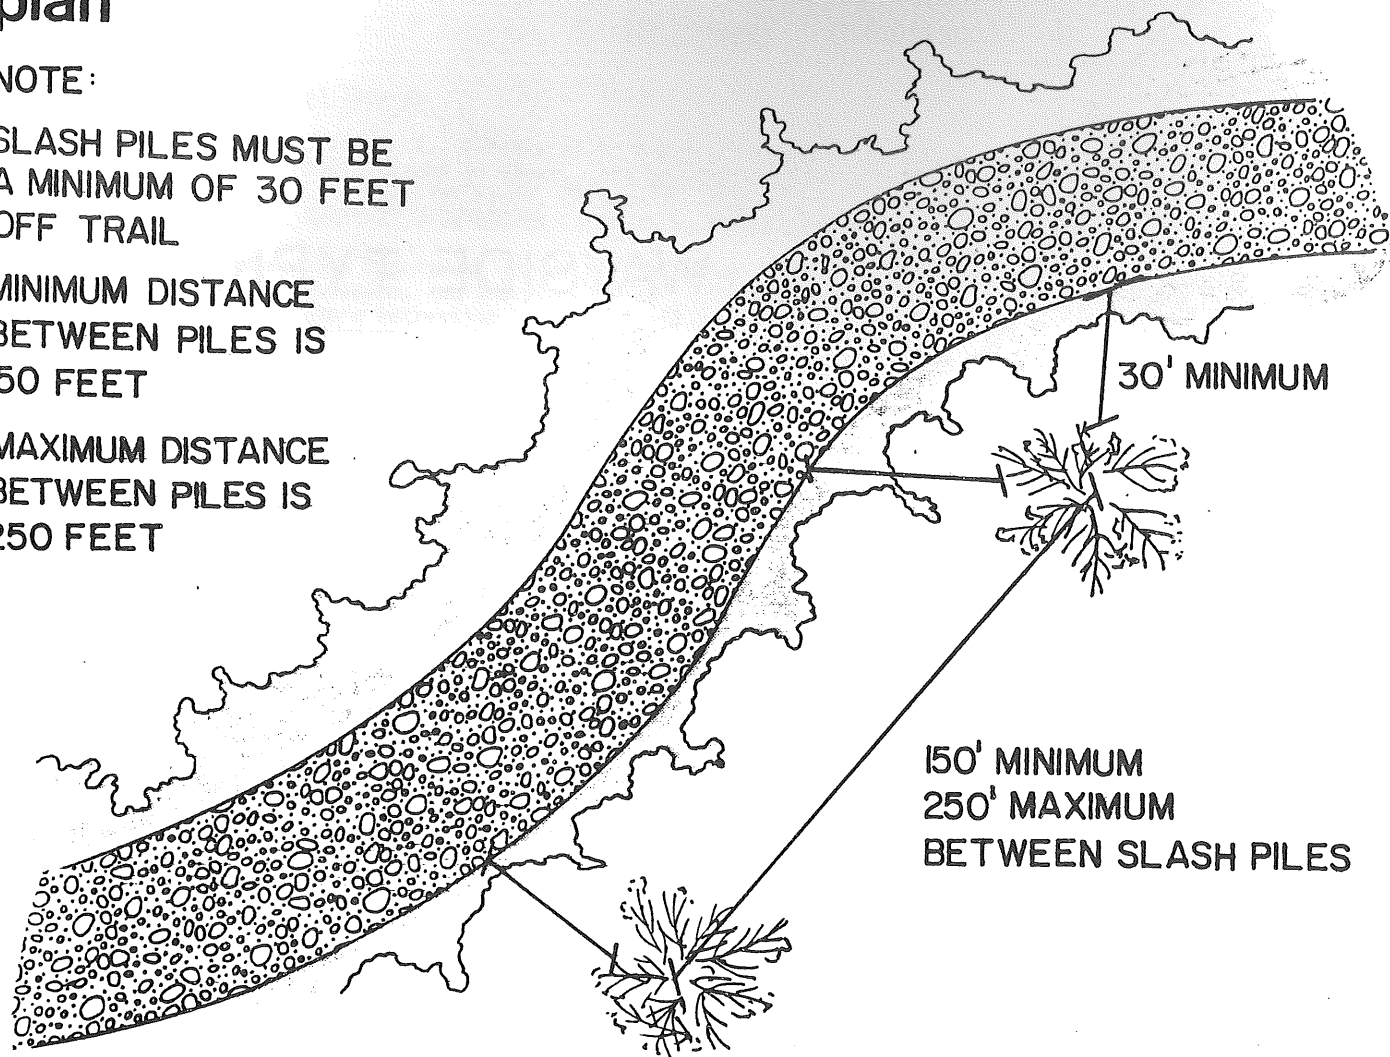 plan
NOTE:
SLASH PILES MUST BE
A MINIMUM OF 30 FEET
OFF TRAIL
MINIMUM DISTANCE
BETWEEN PILES IS
150 FEET
MAXIMUM DISTANCE
BETWEEN PILES IS
250 FEET
30' MINIMUM
150' MINIMUM
250' MAXIMUM
BETWEEN SLASH PILES